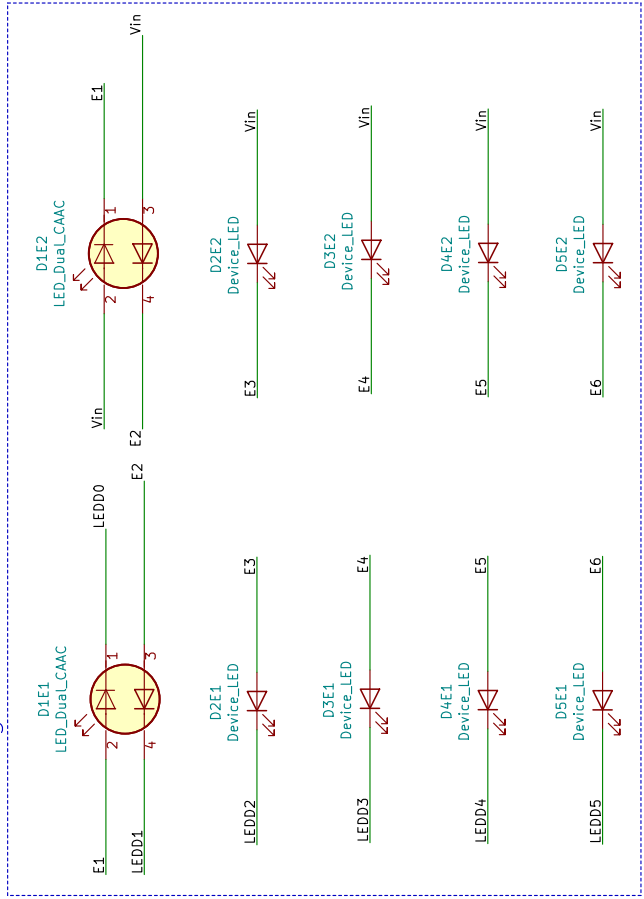 Vin
E1
D1E2
LED_Dual_CAAC
1
3
2
4
Vin
E2
Vin
D2E2
Device_LED
E3
Vin
D3E2
Device_LED
E4
Vin
D4E2
Device_LED
E5
Vin
D5E2
Device_LED
E6
LEDD0
E2
D1E1
LED_Dual_CAAC
1
3
2
4
E1
LEDD1
E3
D2E1
Device_LED
LEDD2
E4
D3E1
Device_LED
LEDD3
E5
D4E1
Device_LED
LEDD4
E6
D5E1
Device_LED
LEDD5